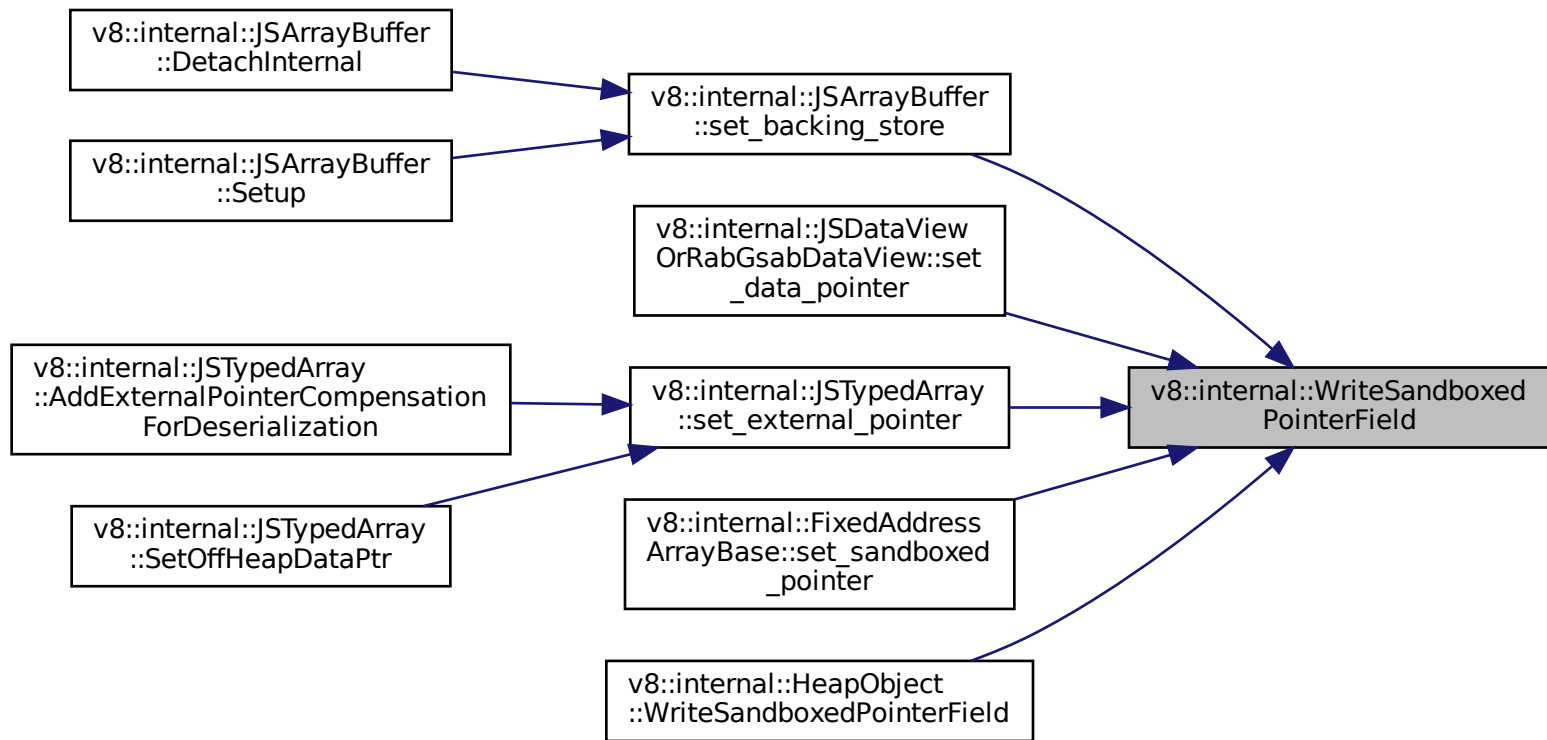 v8::internal::JSArrayBuffer
::DetachInternal
v8::internal::JSArrayBuffer
::Setup
v8::internal::JSTypedArray
::AddExternalPointerCompensation
ForDeserialization
v8::internal::JSTypedArray
::SetOffHeapDataPtr
v8::internal::JSArrayBuffer
::set_backing_store
v8::internal::JSDataView
OrRabGsabDataView::set
_data_pointer
v8::internal::JSTypedArray
::set_external_pointer
v8::internal::FixedAddress
ArrayBase::set_sandboxed
_pointer
v8::internal::HeapObject
::WriteSandboxedPointerField
v8::internal::WriteSandboxed
PointerField